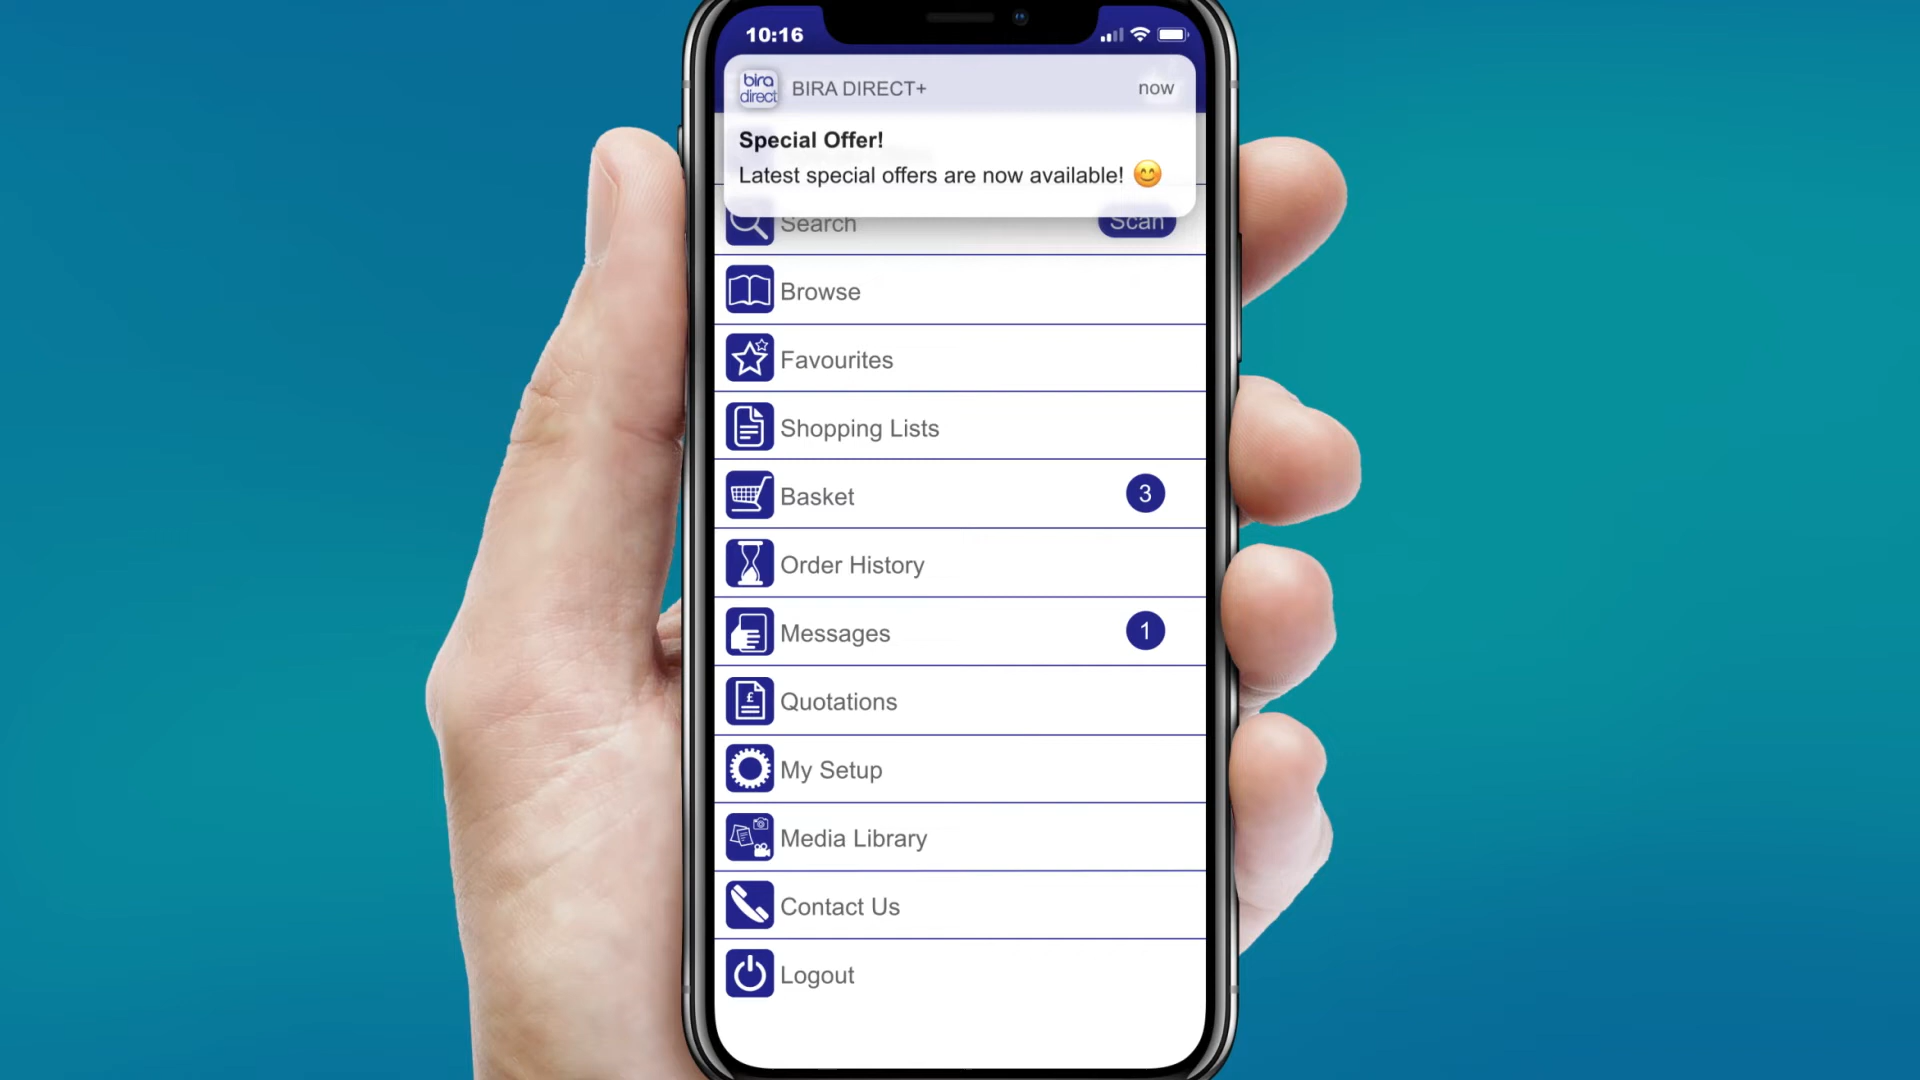 10:16
bira
direct
BIRA DIRECT+
now
Special Offer!
Latest special offers are now available! 😊
Search
Scan
Browse
Favourites
Shopping Lists
Basket
3
Order History
Messages
1
£
Quotations
My Setup
Media Library
Contact Us
Logout